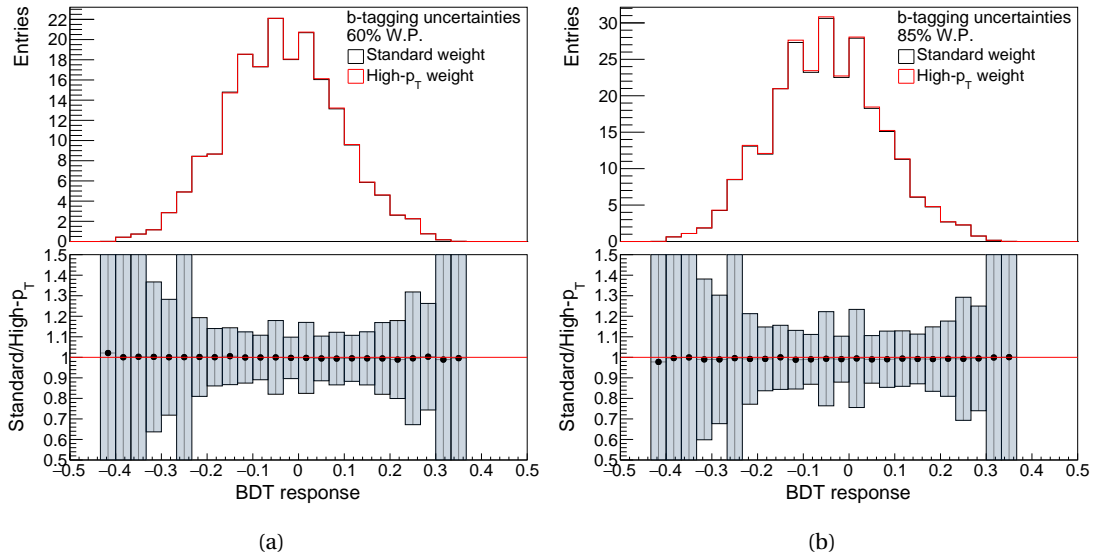 Entries
22
20
18
16
14
12
10
8
6
4
2
0
b-tagging uncertainties
60% W.P.
Standard weight
High-pT weight
Standard/High-pT
1.5
1.4
1.3
1.2
1.1
1
0.9
0.8
0.7
0.6
0.5
−0.5 −0.4 −0.3 −0.2 −0.1 0 0.1 0.2 0.3 0.4 0.5
BDT response
(a)
Entries
30
25
20
15
10
5
0
b-tagging uncertainties
85% W.P.
Standard weight
High-pT weight
Standard/High-pT
1.5
1.4
1.3
1.2
1.1
1
0.9
0.8
0.7
0.6
0.5
−0.5 −0.4 −0.3 −0.2 −0.1 0 0.1 0.2 0.3 0.4 0.5
BDT response
(b)